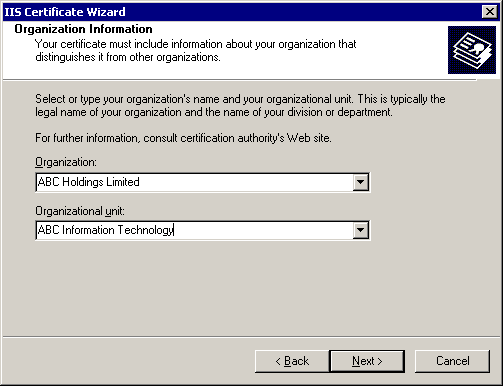 IIS Certificate Wizard
Organization Information
Your certificate must include information about your organization that
distinguishes it from other organizations.
Select or type your organization's name and your organizational unit. This is typically the
legal name of your organization and the name of your division or department.
For further information, consult certification authority's Web site.
Organization:
ABC Holdings Limited
Organizational unit:
ABC Information Technology
< Back Next > Cancel